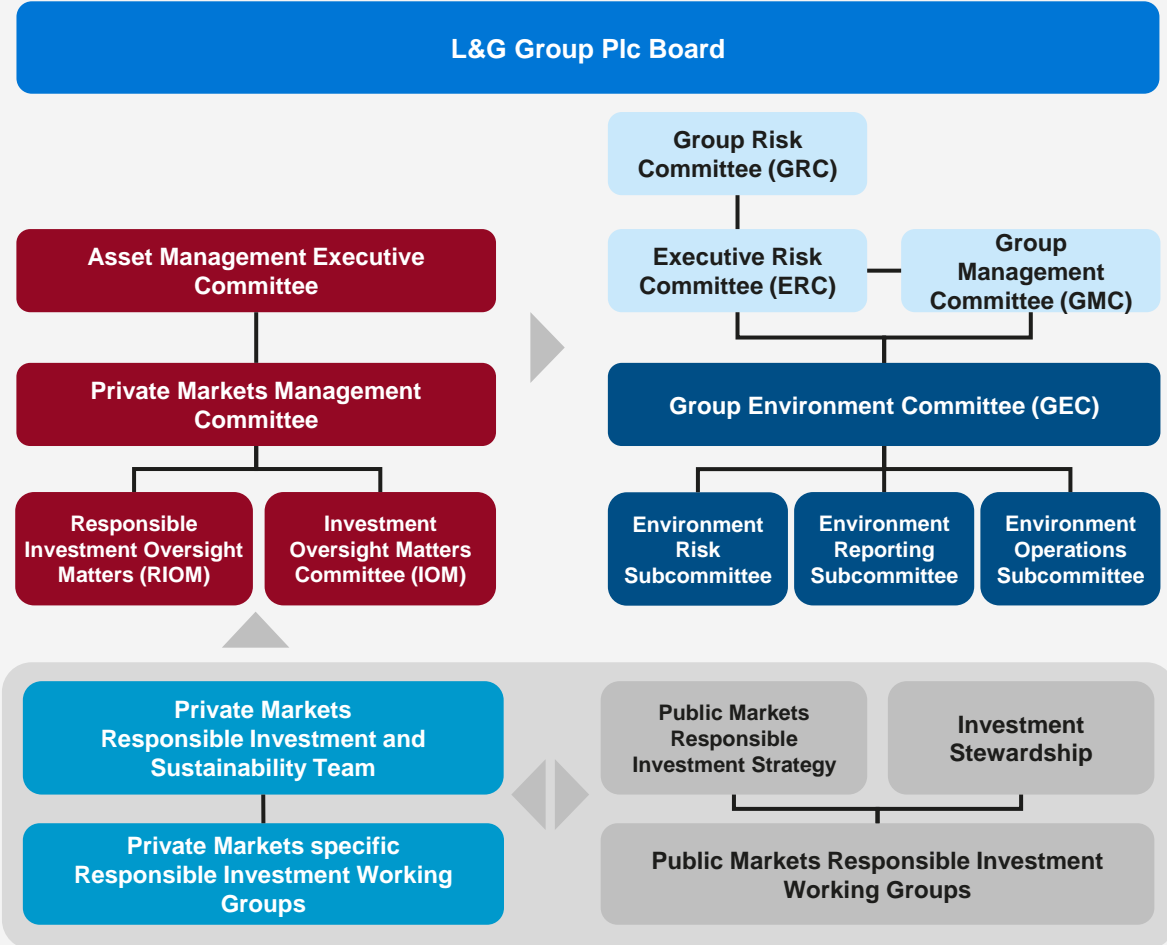 L&G Group Plc Board
Group Risk
Committee (GRC)
Asset Management Executive
Committee
Executive Risk
Committee (ERC)
Group
Management
Committee (GMC)
Private Markets Management
Committee
Group Environment Committee (GEC)
Responsible
Investment Oversight
Matters (RIOM)
Investment
Oversight Matters
Committee (IOM)
Environment
Risk
Subcommittee
Environment
Reporting
Subcommittee
Environment
Operations
Subcommittee
Private Markets
Responsible Investment and
Sustainability Team
Public Markets
Responsible
Investment Strategy
Investment
Stewardship
Private Markets specific
Responsible Investment Working
Groups
Public Markets Responsible Investment
Working Groups